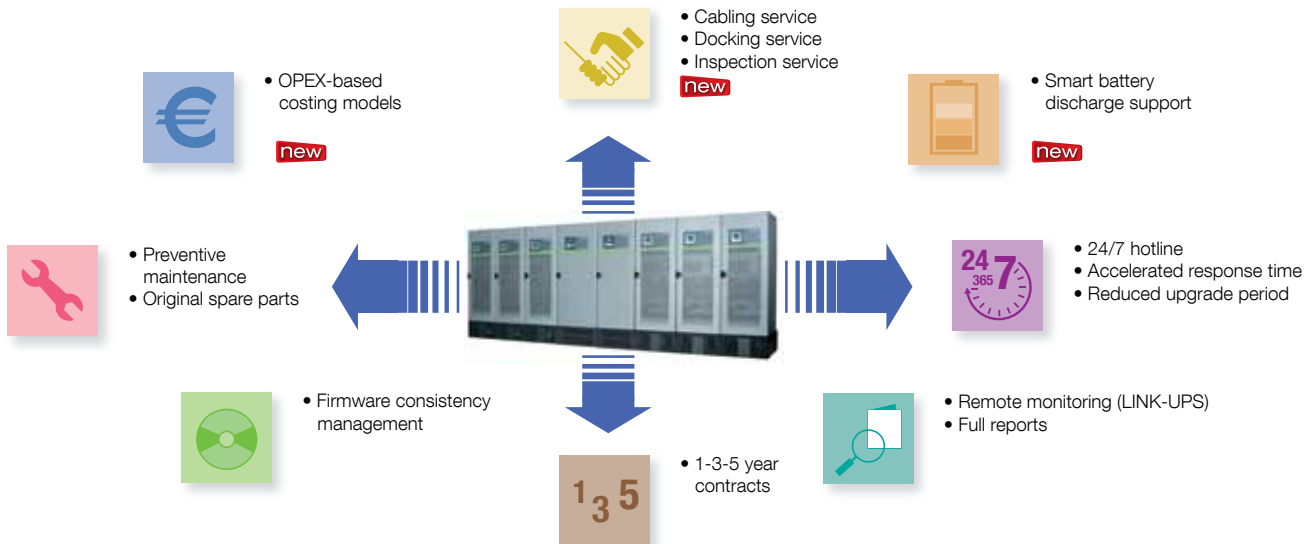 • Cabling service
• Docking service
• Inspection service
new
• OPEX-based
costing models
new
€
• Smart battery
discharge support
new
• Preventive
maintenance
• Original spare parts
24
365
7
• 24/7 hotline
• Accelerated response time
• Reduced upgrade period
• Firmware consistency
management
1 3 5
• 1-3-5 year
contracts
• Remote monitoring (LINK-UPS)
• Full reports